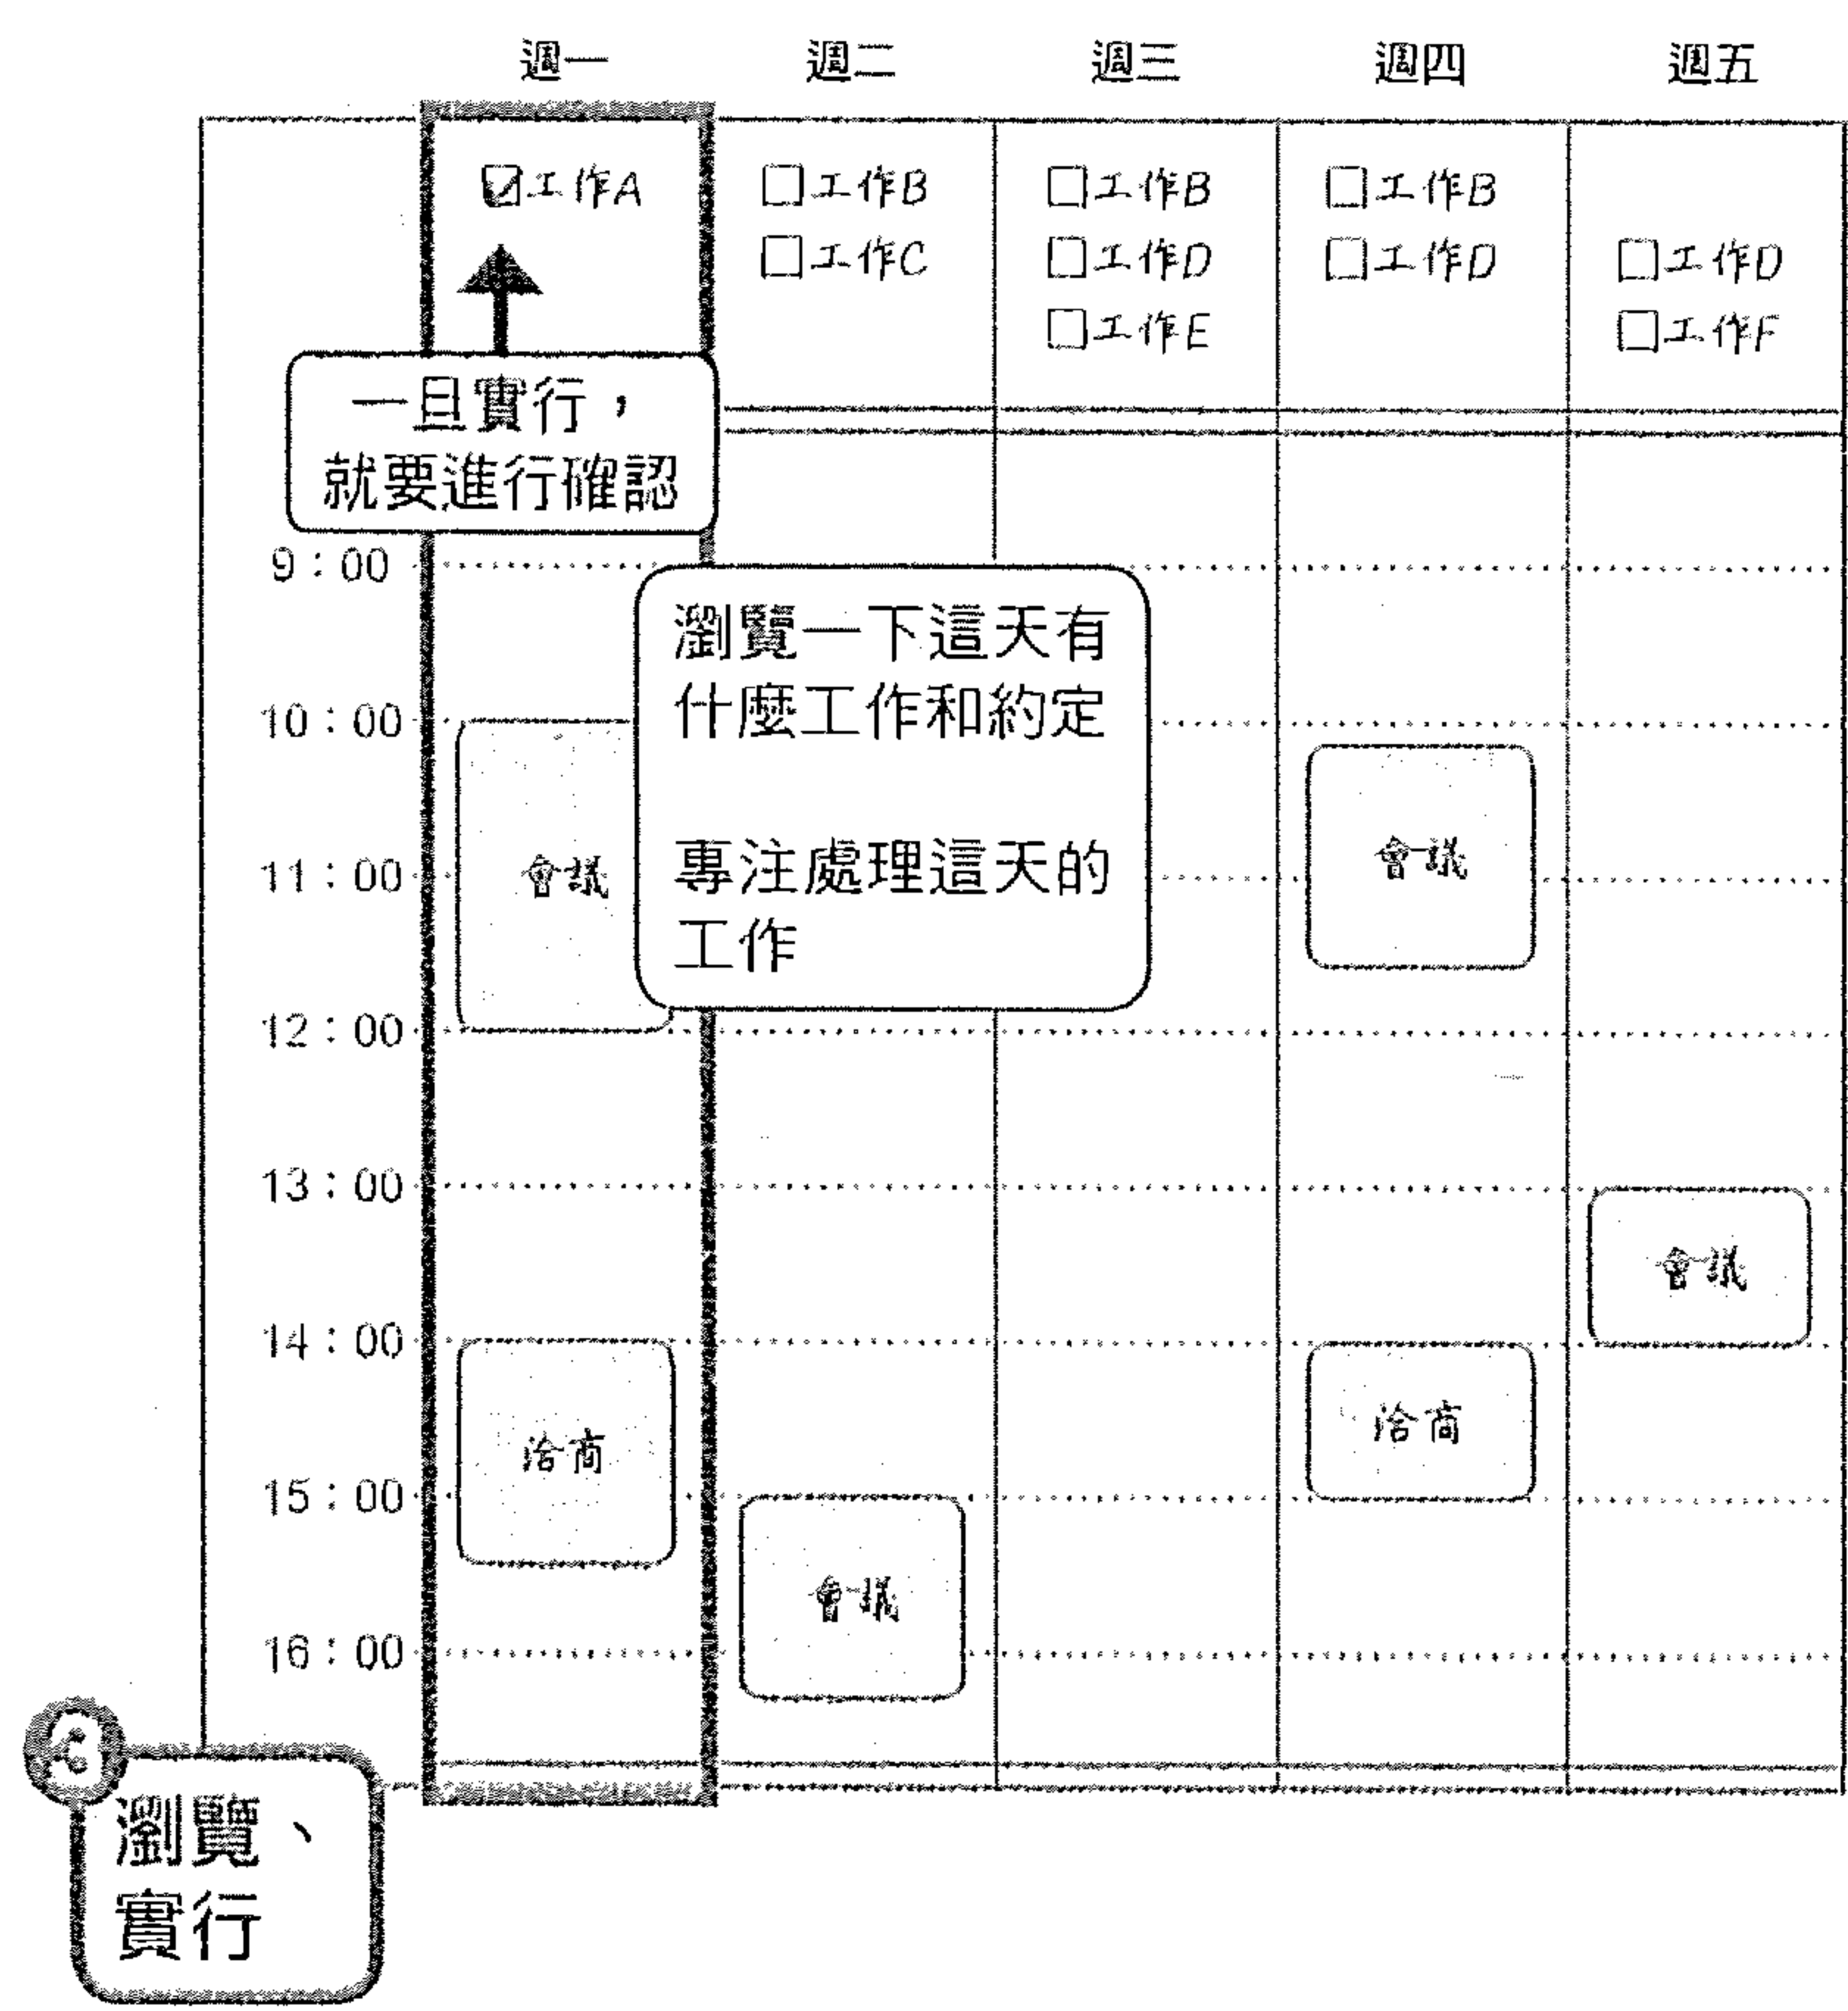 週一 週二 週三 週四 週五
工作A 工作B 工作B 工作B
工作C 工作D 工作D 工作D
工作E 工作F
一旦實行，
就要進行確認
9：00
瀏覽一下這天有
什麼工作和約定
10：00
專注處理這天的
工作
11：00 會議 會議
12：00
13：00
會議
14：00
洽商 洽商
15：00
會議
16：00
瀏覽、
實行